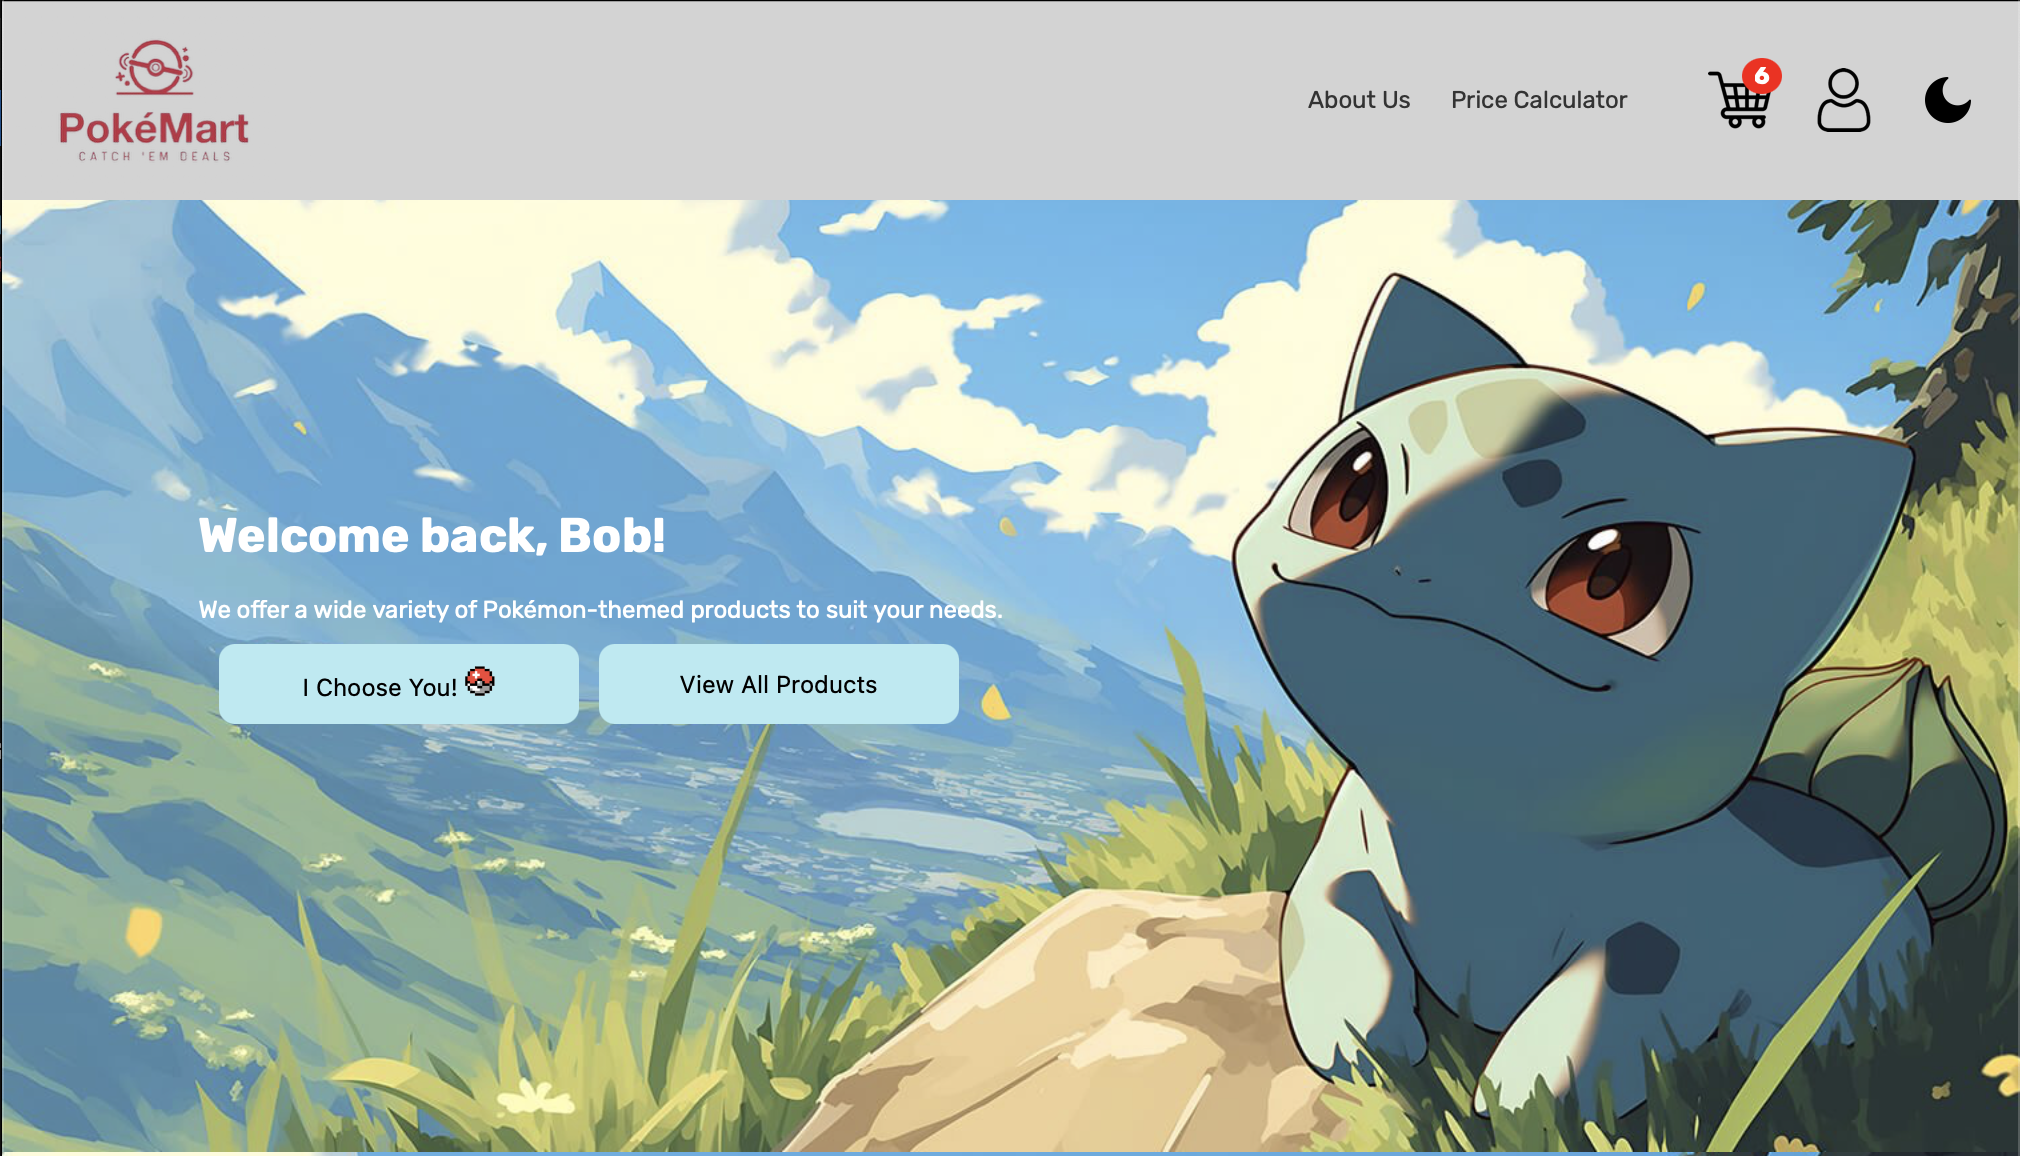 PokéMart
CATCH 'EM DEALS
About Us
Price Calculator
6
Welcome back, Bob!
We offer a wide variety of Pokémon-themed products to suit your needs.
I Choose You!
View All Products